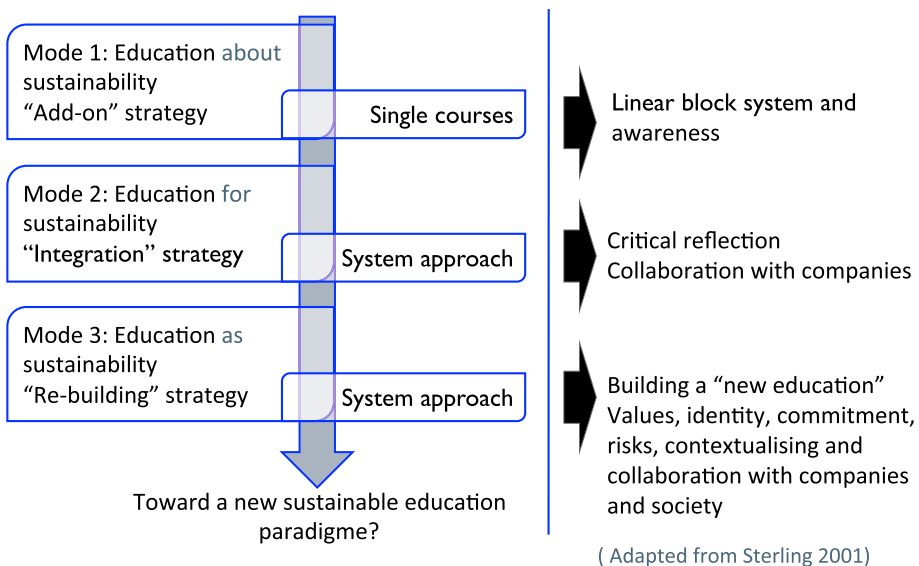 Mode 1: Education about
sustainability
“Add-on” strategy
Single courses
Linear block system and
awareness
Mode 2: Education for
sustainability
“Integration” strategy
System approach
Critical reflection
Collaboration with companies
Mode 3: Education as
sustainability
“Re-building” strategy
System approach
Building a “new education”
Values, identity, commitment,
risks, contextualising and
collaboration with companies
and society
Toward a new sustainable education
paradigme?
( Adapted from Sterling 2001)